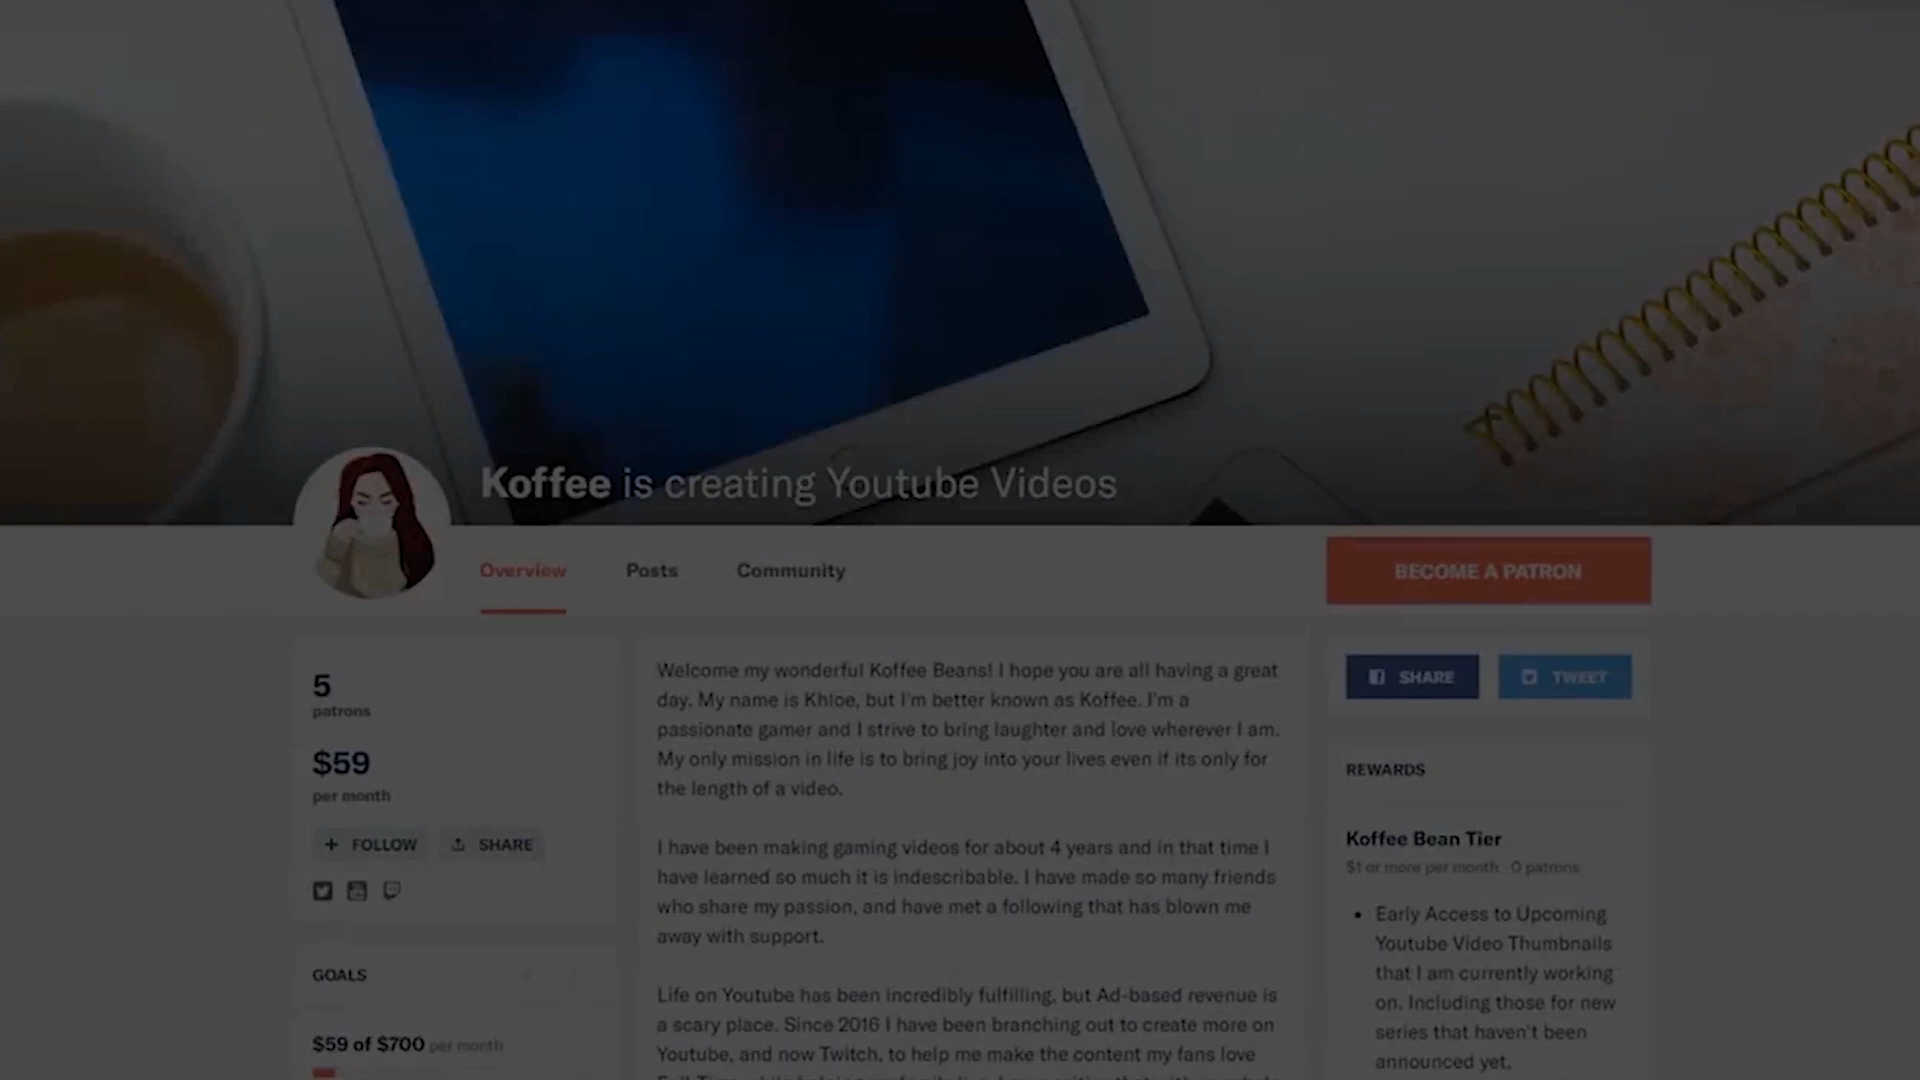 Koffee is creating Youtube Videos
Overview
Posts
Community
BECOME A PATRON
5
patrons
$59
per month
+ FOLLOW
SHARE
GOALS
$59 of $700 per month
Welcome my wonderful Koffee Beans! I hope you are all having a great
day. My name is Khloe, but I'm better known as Koffee. I'm a
passionate gamer and I strive to bring laughter and love wherever I am.
My only mission in life is to bring joy into your lives even if its only for
the length of a video.
I have been making gaming videos for about 4 years and in that time I
have learned so much it is indescribable. I have made so many friends
who share my passion, and have met a following that has blown me
away with support.
Life on Youtube has been incredibly fulfilling, but Ad-based revenue is
a scary place. Since 2016 I have been branching out to create more on
Youtube, and now Twitch, to help me make the content my fans love
SHARE
TWEET
REWARDS
Koffee Bean Tier
$1 or more per month · 0 patrons
• Early Access to Upcoming
Youtube Video Thumbnails
that I am currently working
on. Including those for new
series that haven't been
announced yet.